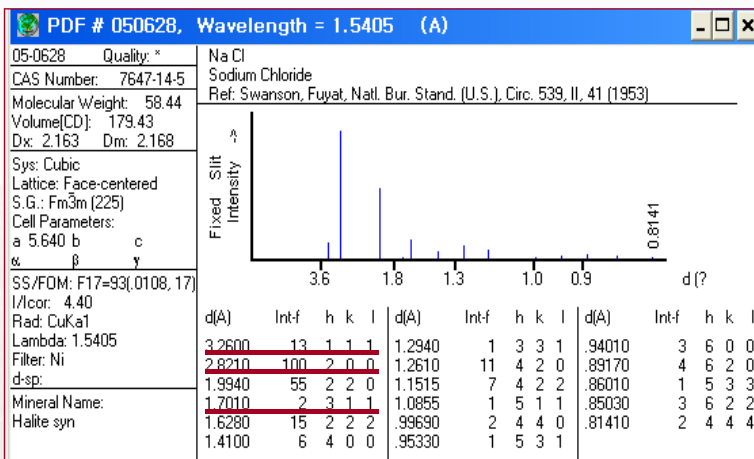 PDF # 050628, Wavelength = 1.5405 (A)
05-0628 Quality: *
CAS Number: 7647-14-5
Molecular Weight: 58.44
Volume[CD]: 179.43
Dx: 2.163 Dm: 2.168
Sys: Cubic
Lattice: Face-centered
S.G.: Fm3̅m (225)
Cell Parameters:
a 5.640 b c
α β γ
SS/FOM: F17=93(.0108, 17)
I/Icor: 4.40
Rad: CuKa1
Lambda: 1.5405
Filter: Ni
d-sp:
Mineral Name:
Halite syn
Na Cl
Sodium Chloride
Ref: Swanson, Fuyat, Natl. Bur. Stand. (U.S.), Circ. 539, II, 41 (1953)
Fixed Slit
Intensity ->
0.8141
3.6 1.8 1.3 1.0 0.9 d (?
d(A) Int-f h k l d(A) Int-f h k l d(A) Int-f h k l
3.2600 13 1 1 1 1.2940 1 3 3 1 .94010 3 6 0 0
2.8210 100 2 0 0 1.2610 11 4 2 0 .89170 4 6 2 0
1.9940 55 2 2 0 1.1515 7 4 2 2 .86010 1 5 3 3
1.7010 2 3 1 1 1.0855 1 5 1 1 .85030 3 6 2 2
1.6280 15 2 2 2 .99690 2 4 4 0 .81410 2 4 4 4
1.4100 6 4 0 0 .95330 1 5 3 1